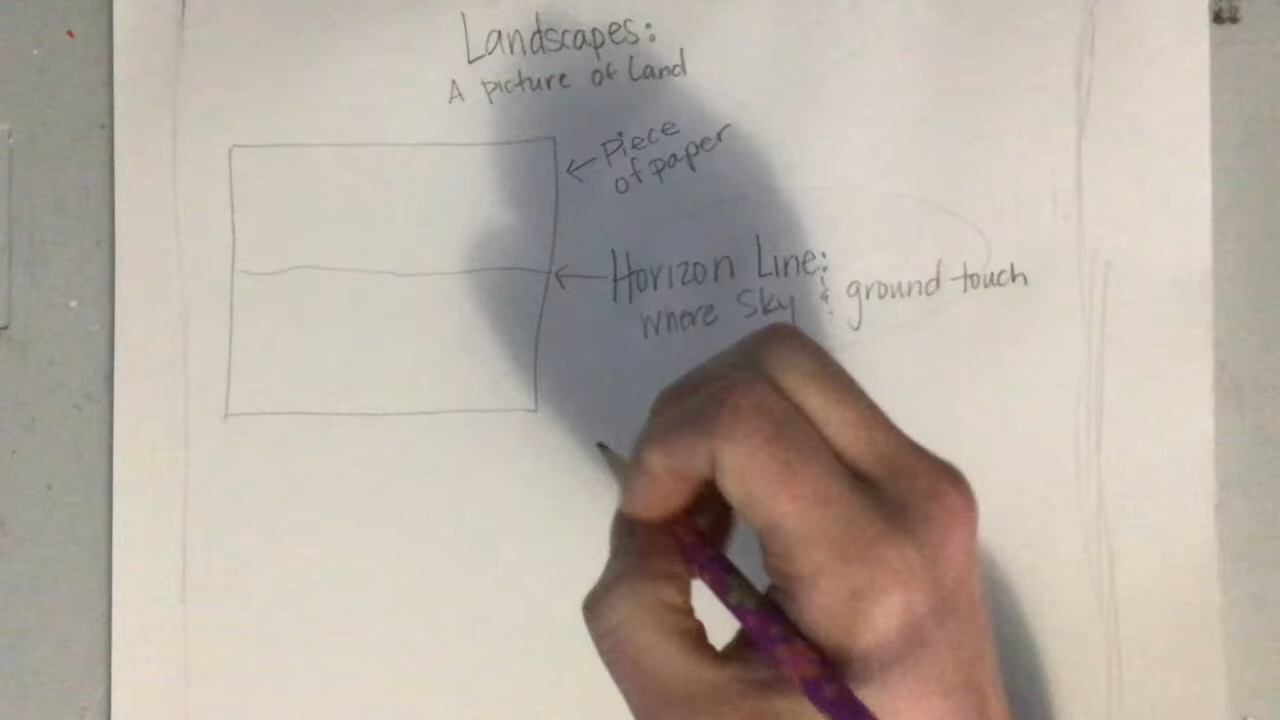 Landscapes:
A picture of Land
← Piece
of paper
← Horizon Line:
where Sky & ground touch